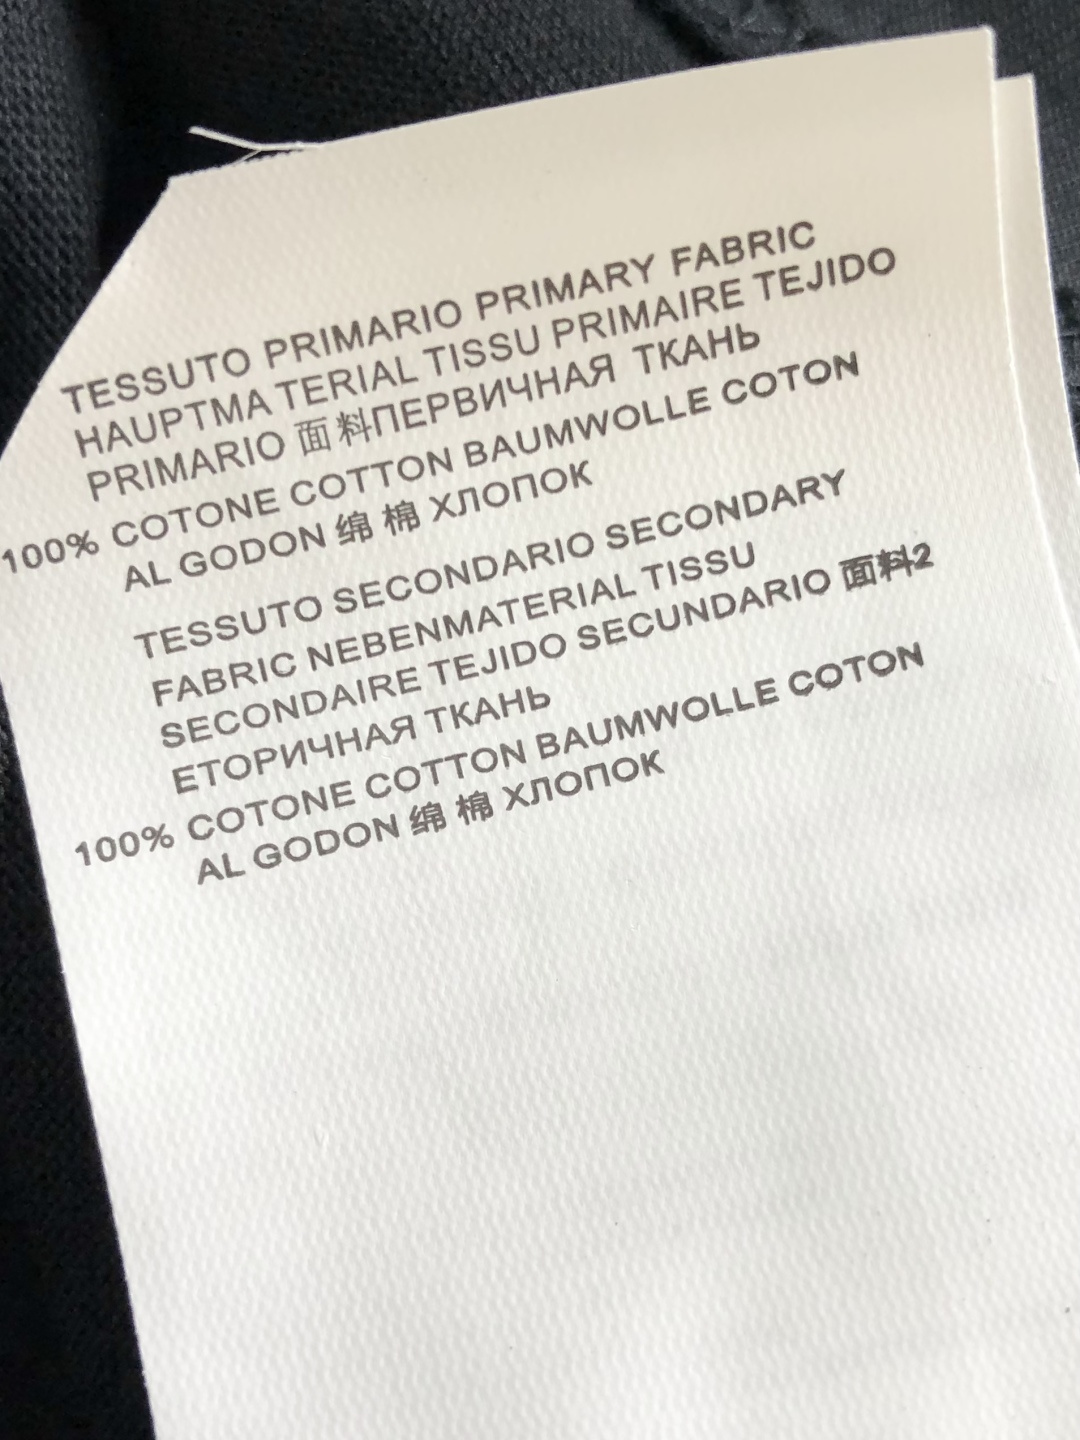 TESSUTO PRIMARIO PRIMARY FABRIC
HAUPTMA TERIAL TISSU PRIMAIRE TEJIDO
PRIMARIO 面 料ПЕРВИЧНАЯ ТКАНЬ
100% COTONE COTTON BAUMWOLLE COTON
AL GODON 绵 棉 ХЛОПОК
TESSUTO SECONDARIO SECONDARY
FABRIC NEBENMATERIAL TISSU
SECONDAIRE TEJIDO SECUNDARIO 面料2
ЕТОРИЧНАЯ ТКАНЬ
100% COTONE COTTON BAUMWOLLE COTON
AL GODON 绵 棉 ХЛОПОК